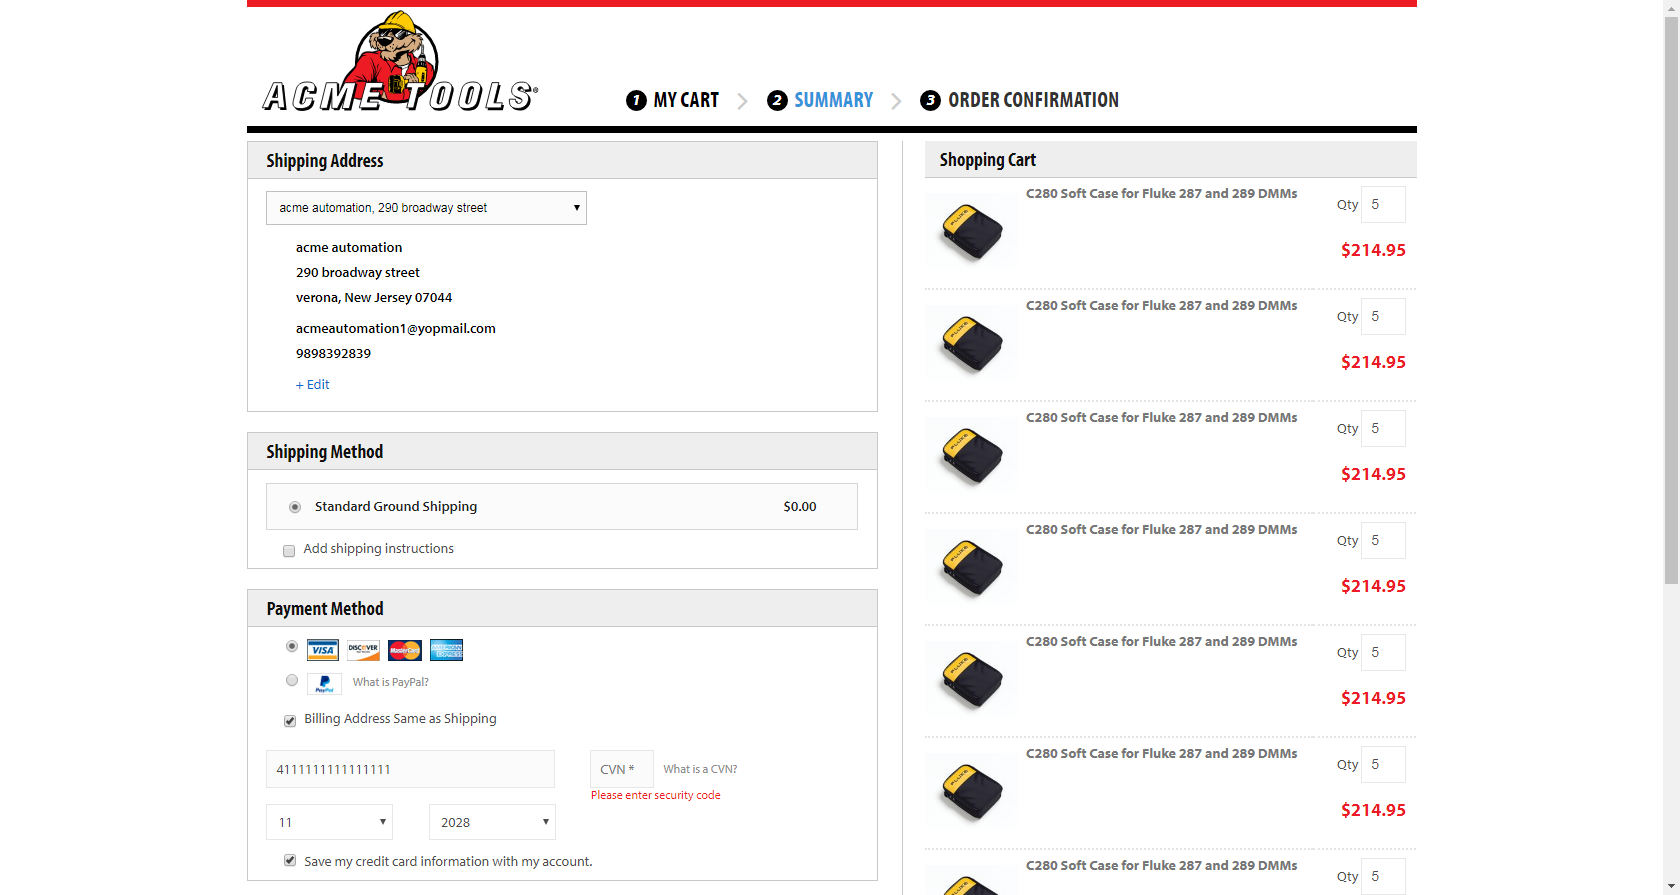 ACME TOOLS®
1 MY CART
2 SUMMARY
3 ORDER CONFIRMATION
Shipping Address
acme automation, 290 broadway street
acme automation
290 broadway street
verona, New Jersey 07044
acmeautomation1@yopmail.com
9898392839
+ Edit
Shipping Method
Standard Ground Shipping $0.00
Add shipping instructions
Payment Method
VISA DISCOVER MasterCard AMERICAN EXPRESS
PayPal What is PayPal?
Billing Address Same as Shipping
4111111111111111 CVN * What is a CVN?
Please enter security code
11 2028
Save my credit card information with my account.
Shopping Cart
C280 Soft Case for Fluke 287 and 289 DMMs
Qty 5
FLUKE
$214.95
C280 Soft Case for Fluke 287 and 289 DMMs
Qty 5
FLUKE
$214.95
C280 Soft Case for Fluke 287 and 289 DMMs
Qty 5
FLUKE
$214.95
C280 Soft Case for Fluke 287 and 289 DMMs
Qty 5
FLUKE
$214.95
C280 Soft Case for Fluke 287 and 289 DMMs
Qty 5
FLUKE
$214.95
C280 Soft Case for Fluke 287 and 289 DMMs
Qty 5
FLUKE
$214.95
C280 Soft Case for Fluke 287 and 289 DMMs
Qty 5